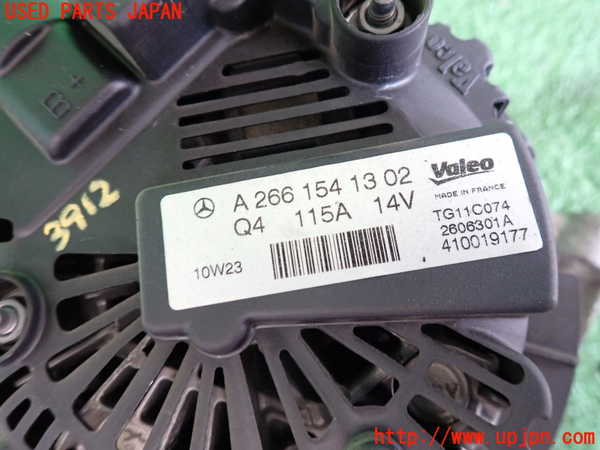 USED PARTS JAPAN
B +
Valeo
3912
A 266 154 13 02
Q4 115A 14V
10W23
Valeo
MADE IN FRANCE
TG11C074
2606301A
410019177
http://www.upjpn.com/